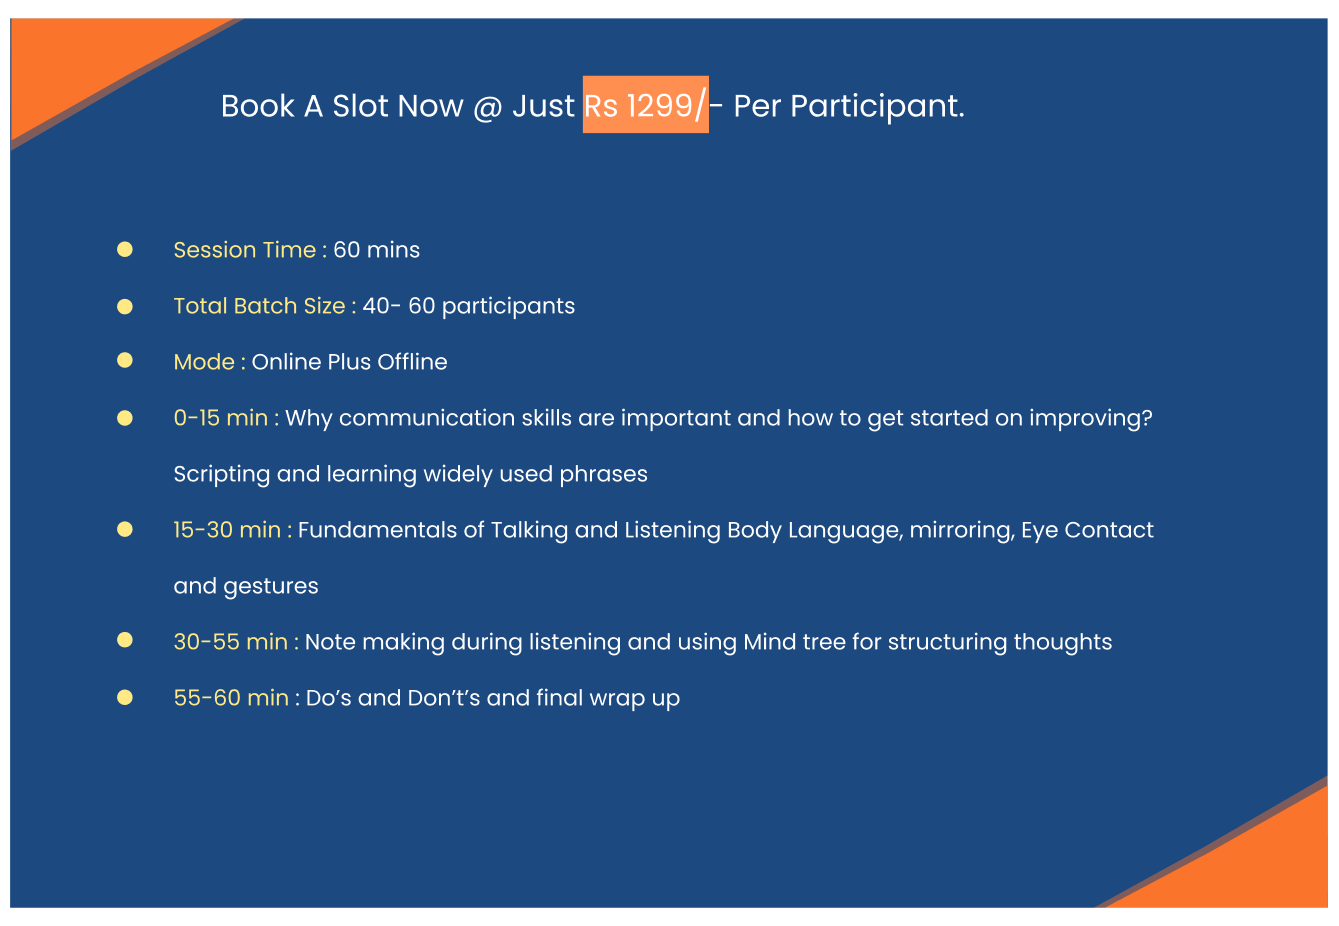 Book A Slot Now @ Just Rs 1299/- Per Participant.
Session Time : 60 mins
Total Batch Size : 40- 60 participants
Mode : Online Plus Offline
0-15 min : Why communication skills are important and how to get started on improving?
Scripting and learning widely used phrases
15-30 min : Fundamentals of Talking and Listening Body Language, mirroring, Eye Contact
and gestures
30-55 min : Note making during listening and using Mind tree for structuring thoughts
55-60 min : Do’s and Don’t’s and final wrap up